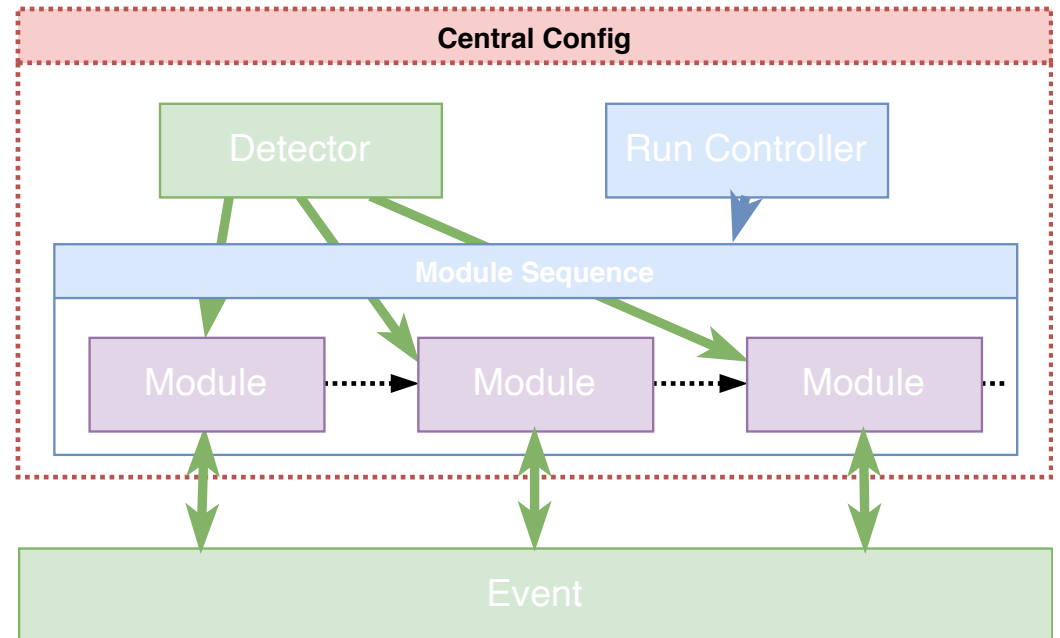 Central Config
Detector
Run Controller
Module Sequence
Module
Module
Module
Event